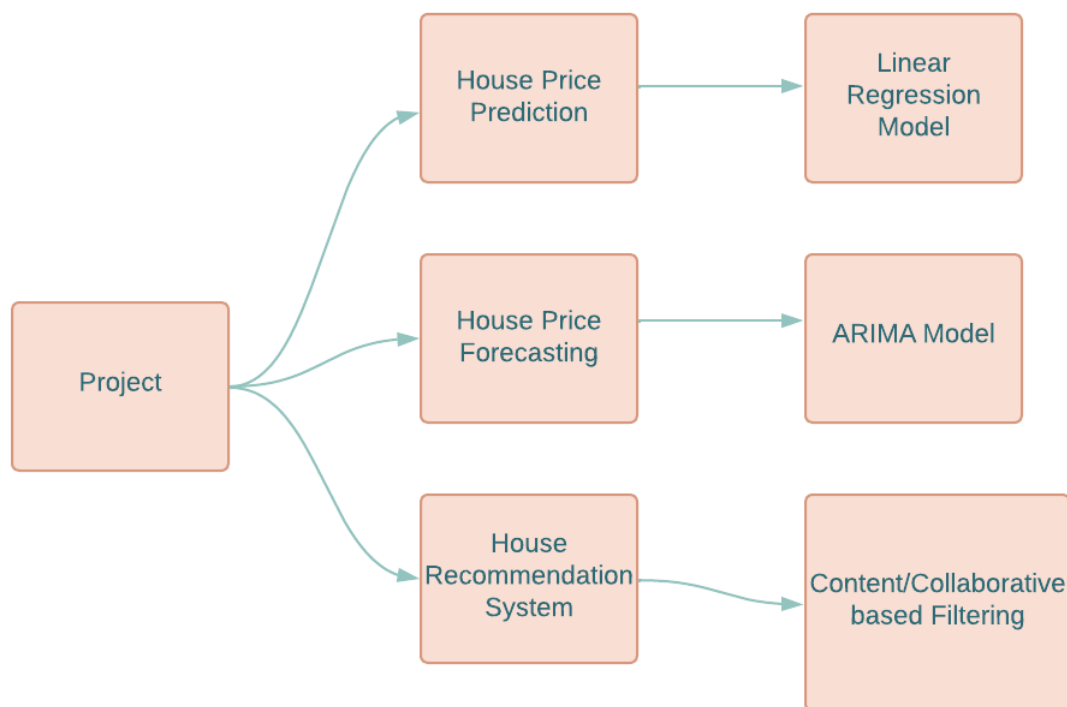 House Price
Prediction
Linear
Regression
Model
House Price
Forecasting
ARIMA Model
Project
House
Recommendation
System
Content/Collaborative
based Filtering